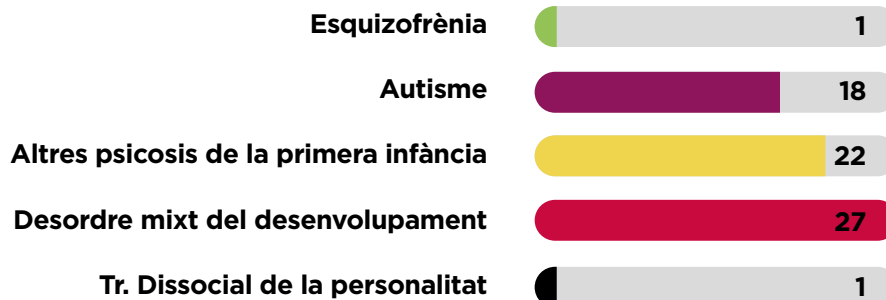 Esquizofrènia 1
Autisme 18
Altres psicosis de la primera infància 22
Desordre mixt del desenvolupament 27
Tr. Dissocial de la personalitat 1